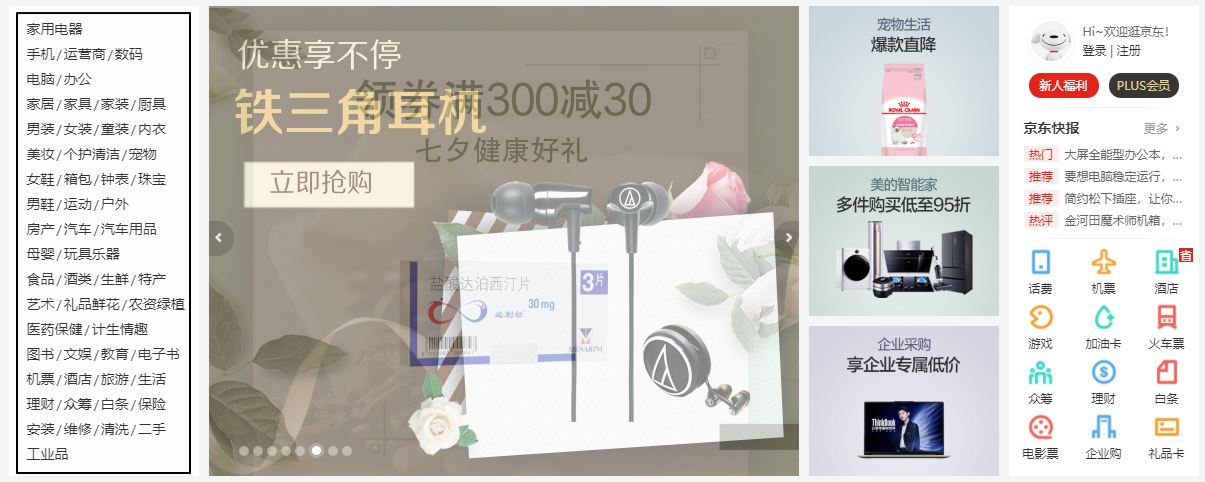 家用电器
手机/运营商/数码
电脑/办公
家居/家具/家装/厨具
男装/女装/童装/内衣
美妆/个护清洁/宠物
女鞋/箱包/钟表/珠宝
男鞋/运动/户外
房产/汽车/汽车用品
母婴/玩具乐器
食品/酒类/生鲜/特产
艺术/礼品鲜花/农资绿植
医药保健/计生情趣
图书/文娱/教育/电子书
机票/酒店/旅游/生活
理财/众筹/白条/保险
安装/维修/清洗/二手
工业品
优惠享不停
领券满300减30
铁三角耳机
七夕健康好礼
立即抢购
盐酸达泊西汀片
3片
30 mg
MENARINI
宠物生活
爆款直降
ROYAL CANIN
美的智能家
多件购买低至95折
企业采购
享企业专属低价
ThinkBook
Hi~欢迎逛京东!
登录 | 注册
新人福利
PLUS会员
京东快报
更多 >
热门 大屏全能型办公本，...
推荐 要想电脑稳定运行，...
推荐 简约松下插座，让你...
热评 金河田魔术师机箱，...
省
话费 机票 酒店
游戏 加油卡 火车票
众筹 理财 白条
电影票 企业购 礼品卡